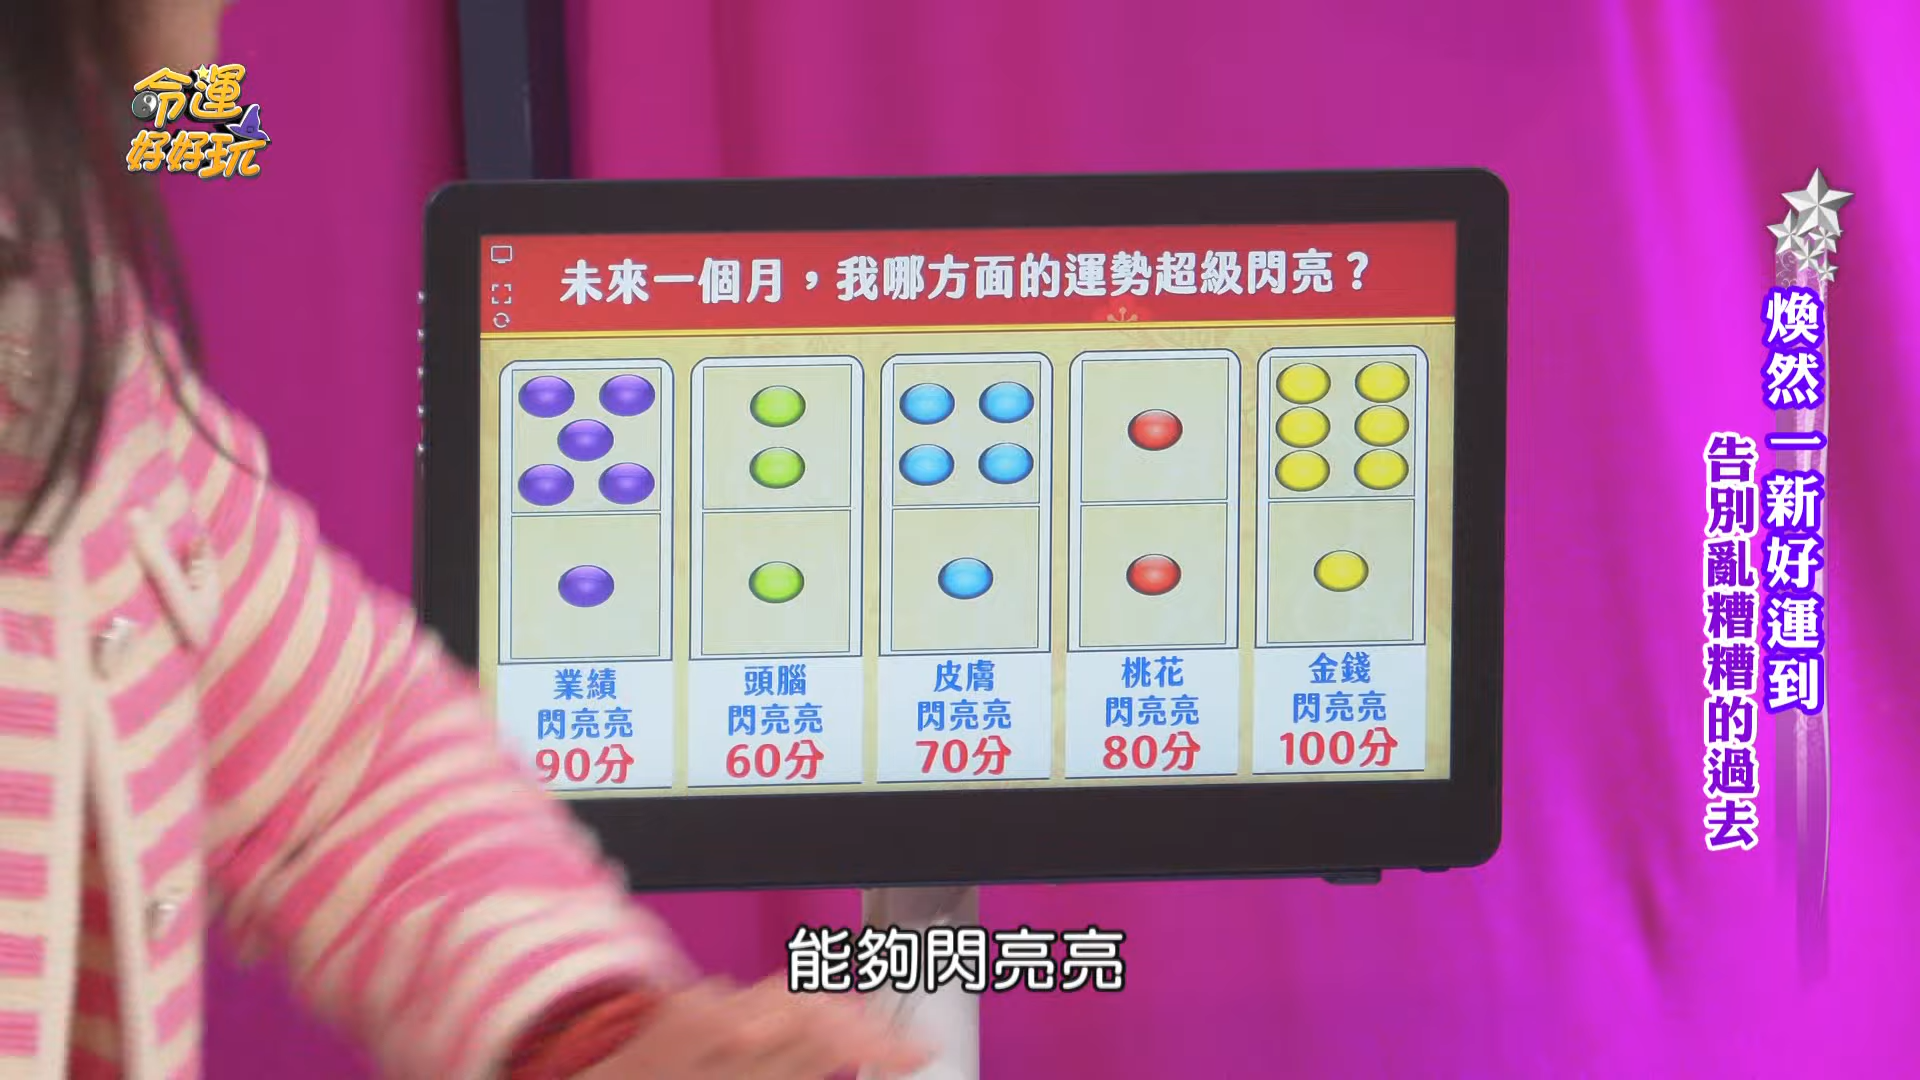 命運
好好玩
未來一個月，我哪方面的運勢超級閃亮？
業績
閃亮亮
90分
頭腦
閃亮亮
60分
皮膚
閃亮亮
70分
桃花
閃亮亮
80分
金錢
閃亮亮
100分
煥然一新好運到
告別亂糟糟的過去
能夠閃亮亮